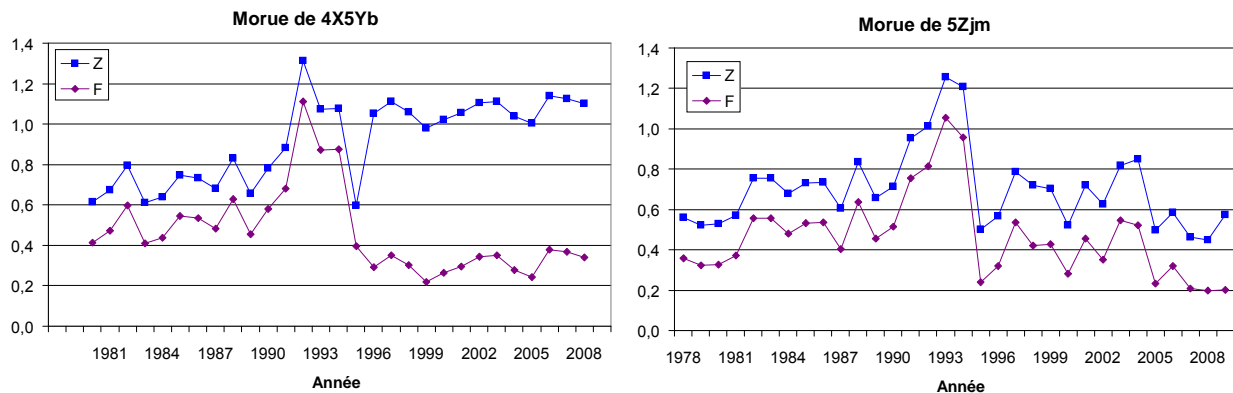 Morue de 4X5Yb
1,4
1,2
1,0
0,8
0,6
0,4
0,2
0,0
Z
F
1981 1984 1987 1990 1993 1996 1999 2002 2005 2008
Année
Morue de 5Zjm
1,4
1,2
1,0
0,8
0,6
0,4
0,2
0,0
Z
F
1978 1981 1984 1987 1990 1993 1996 1999 2002 2005 2008
Année